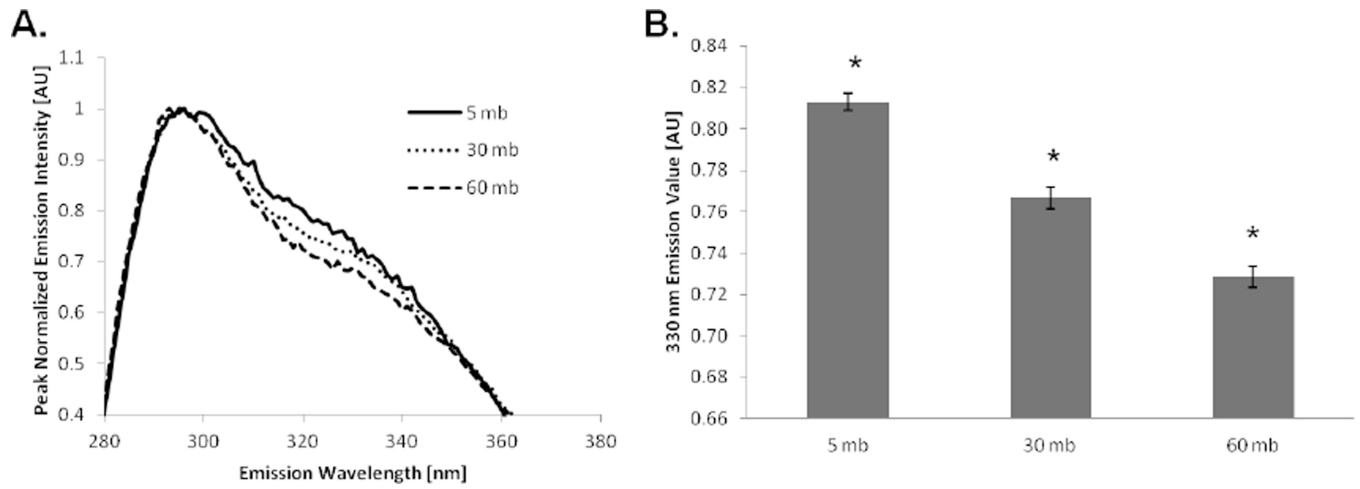 A.
Peak Normalized Emission Intensity [AU]
1.1
1
0.9
0.8
0.7
0.6
0.5
0.4
280
300
320
340
360
380
Emission Wavelength [nm]
5 mb
30 mb
60 mb
B.
330 nm Emission Value [AU]
0.84
0.82
0.80
0.78
0.76
0.74
0.72
0.70
0.68
0.66
*
*
*
5 mb
30 mb
60 mb